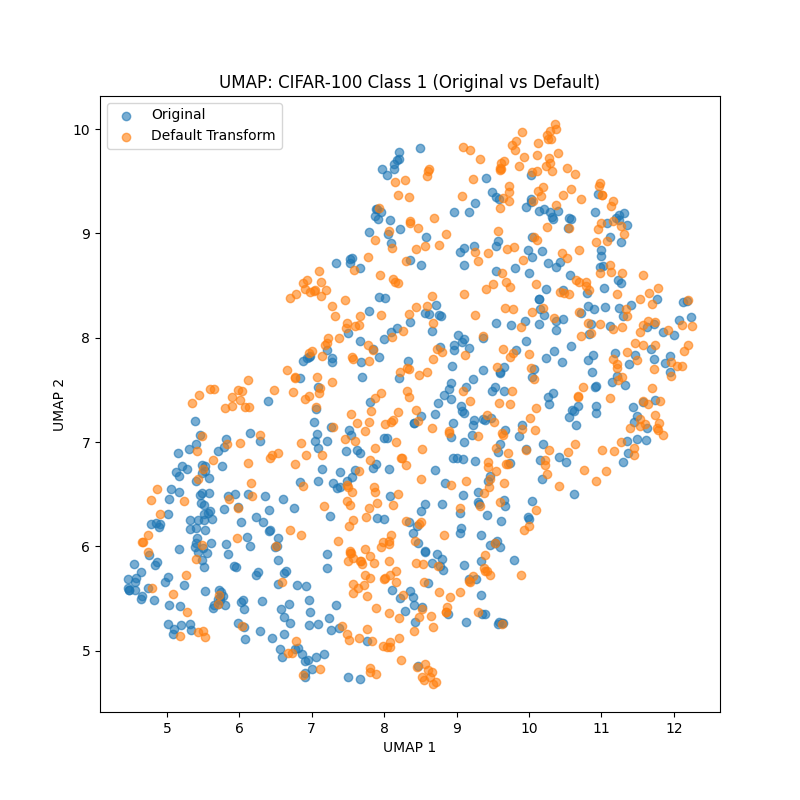 UMAP: CIFAR-100 Class 1 (Original vs Default)
Original
Default Transform
10
9
8
7
6
5
UMAP 2
5 6 7 8 9 10 11 12
UMAP 1